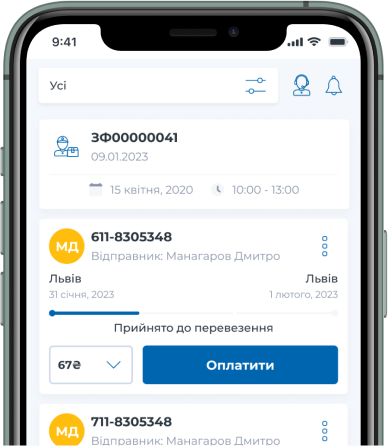 9:41
Усі
ЗФ00000041
09.01.2023
15 квітня, 2020 10:00 - 13:00
МД
611-8305348
Відправник: Манагаров Дмитро
Львів Львів
31 січня, 2023 1 лютого, 2023
Прийнято до перевезення
67₴ Оплатити
МД
711-8305348
Відправник: Манагаров Дмитро